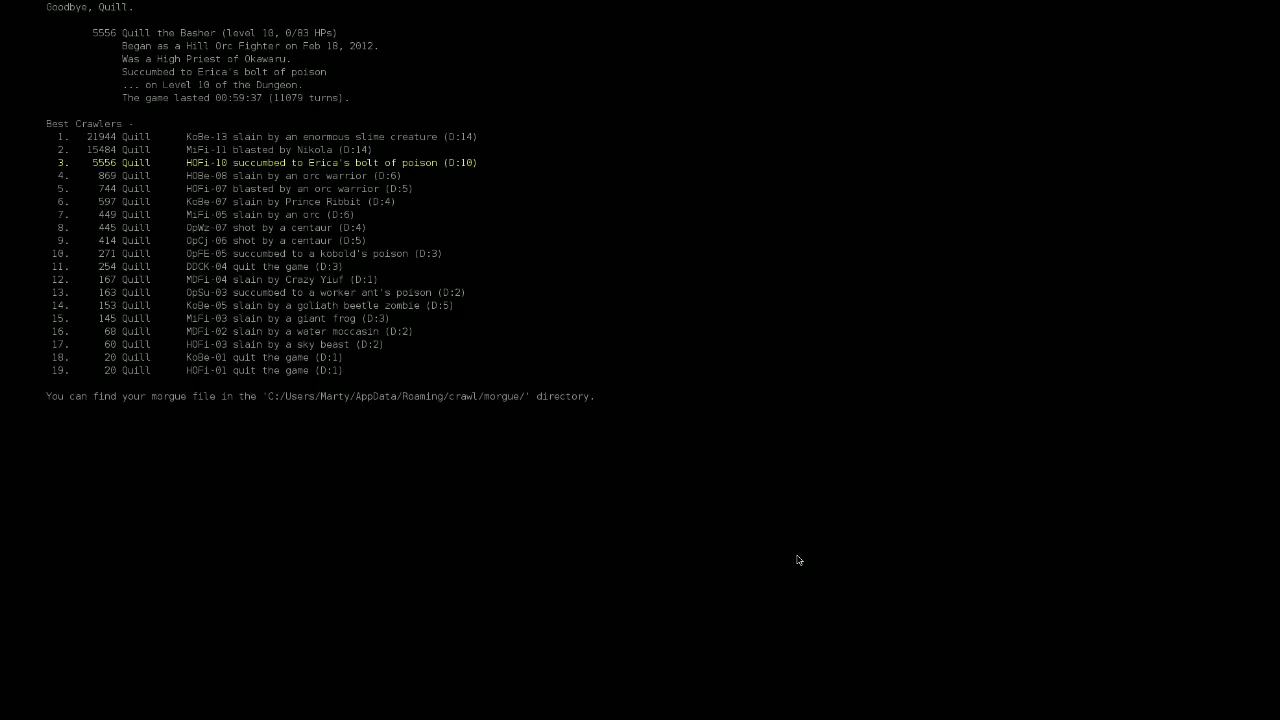 Goodbye, Quill.
5556 Quill the Basher (level 10, 0/83 HPs)
Began as a Hill Orc Fighter on Feb 18, 2012.
Was a High Priest of Okawaru.
Succumbed to Erica's bolt of poison
... on Level 10 of the Dungeon.
The game lasted 00:59:37 (11079 turns).
Best Crawlers -
1. 21944 Quill KoBe-13 slain by an enormous slime creature (D:14)
2. 15484 Quill MiFi-11 blasted by Nikola (D:14)
3. 5556 Quill HOFi-10 succumbed to Erica's bolt of poison (D:10)
4. 869 Quill HOBe-08 slain by an orc warrior (D:6)
5. 744 Quill HOFi-07 blasted by an orc warrior (D:5)
6. 597 Quill KoBe-07 slain by Prince Ribbit (D:4)
7. 449 Quill MiFi-05 slain by an orc (D:6)
8. 445 Quill OpWz-07 shot by a centaur (D:4)
9. 414 Quill OpCj-06 shot by a centaur (D:5)
10. 271 Quill OpFE-05 succumbed to a kobold's poison (D:3)
11. 254 Quill DDCK-04 quit the game (D:3)
12. 167 Quill MDFi-04 slain by Crazy Yiuf (D:1)
13. 163 Quill OpSu-03 succumbed to a worker ant's poison (D:2)
14. 153 Quill KoBe-05 slain by a goliath beetle zombie (D:5)
15. 145 Quill MiFi-03 slain by a giant frog (D:3)
16. 68 Quill MDFi-02 slain by a water moccasin (D:2)
17. 60 Quill HOFi-03 slain by a sky beast (D:2)
18. 20 Quill KoBe-01 quit the game (D:1)
19. 20 Quill HOFi-01 quit the game (D:1)
You can find your morgue file in the 'C:/Users/Marty/AppData/Roaming/crawl/morgue/' directory.